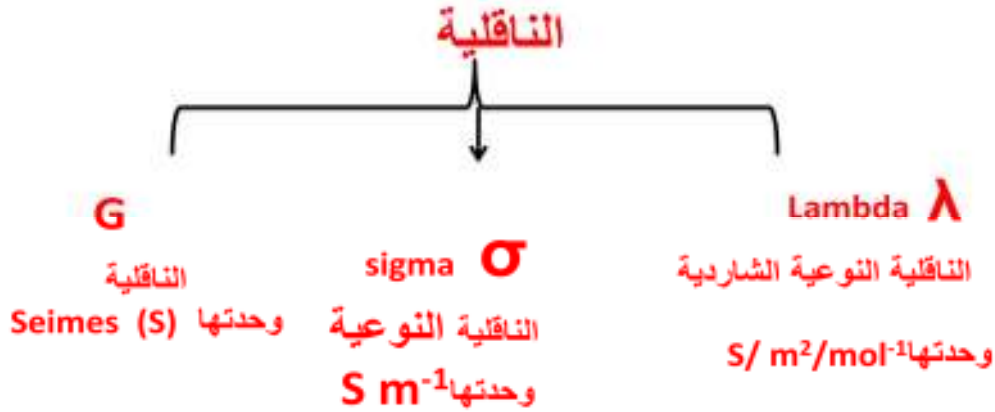 الناقلية
Lambda λ
الناقلية النوعية الشاردية
وحدتها S/ m²/mol⁻¹
sigma σ
الناقلية النوعية
وحدتها S m⁻¹
G
الناقلية
وحدتها Seimes (S)